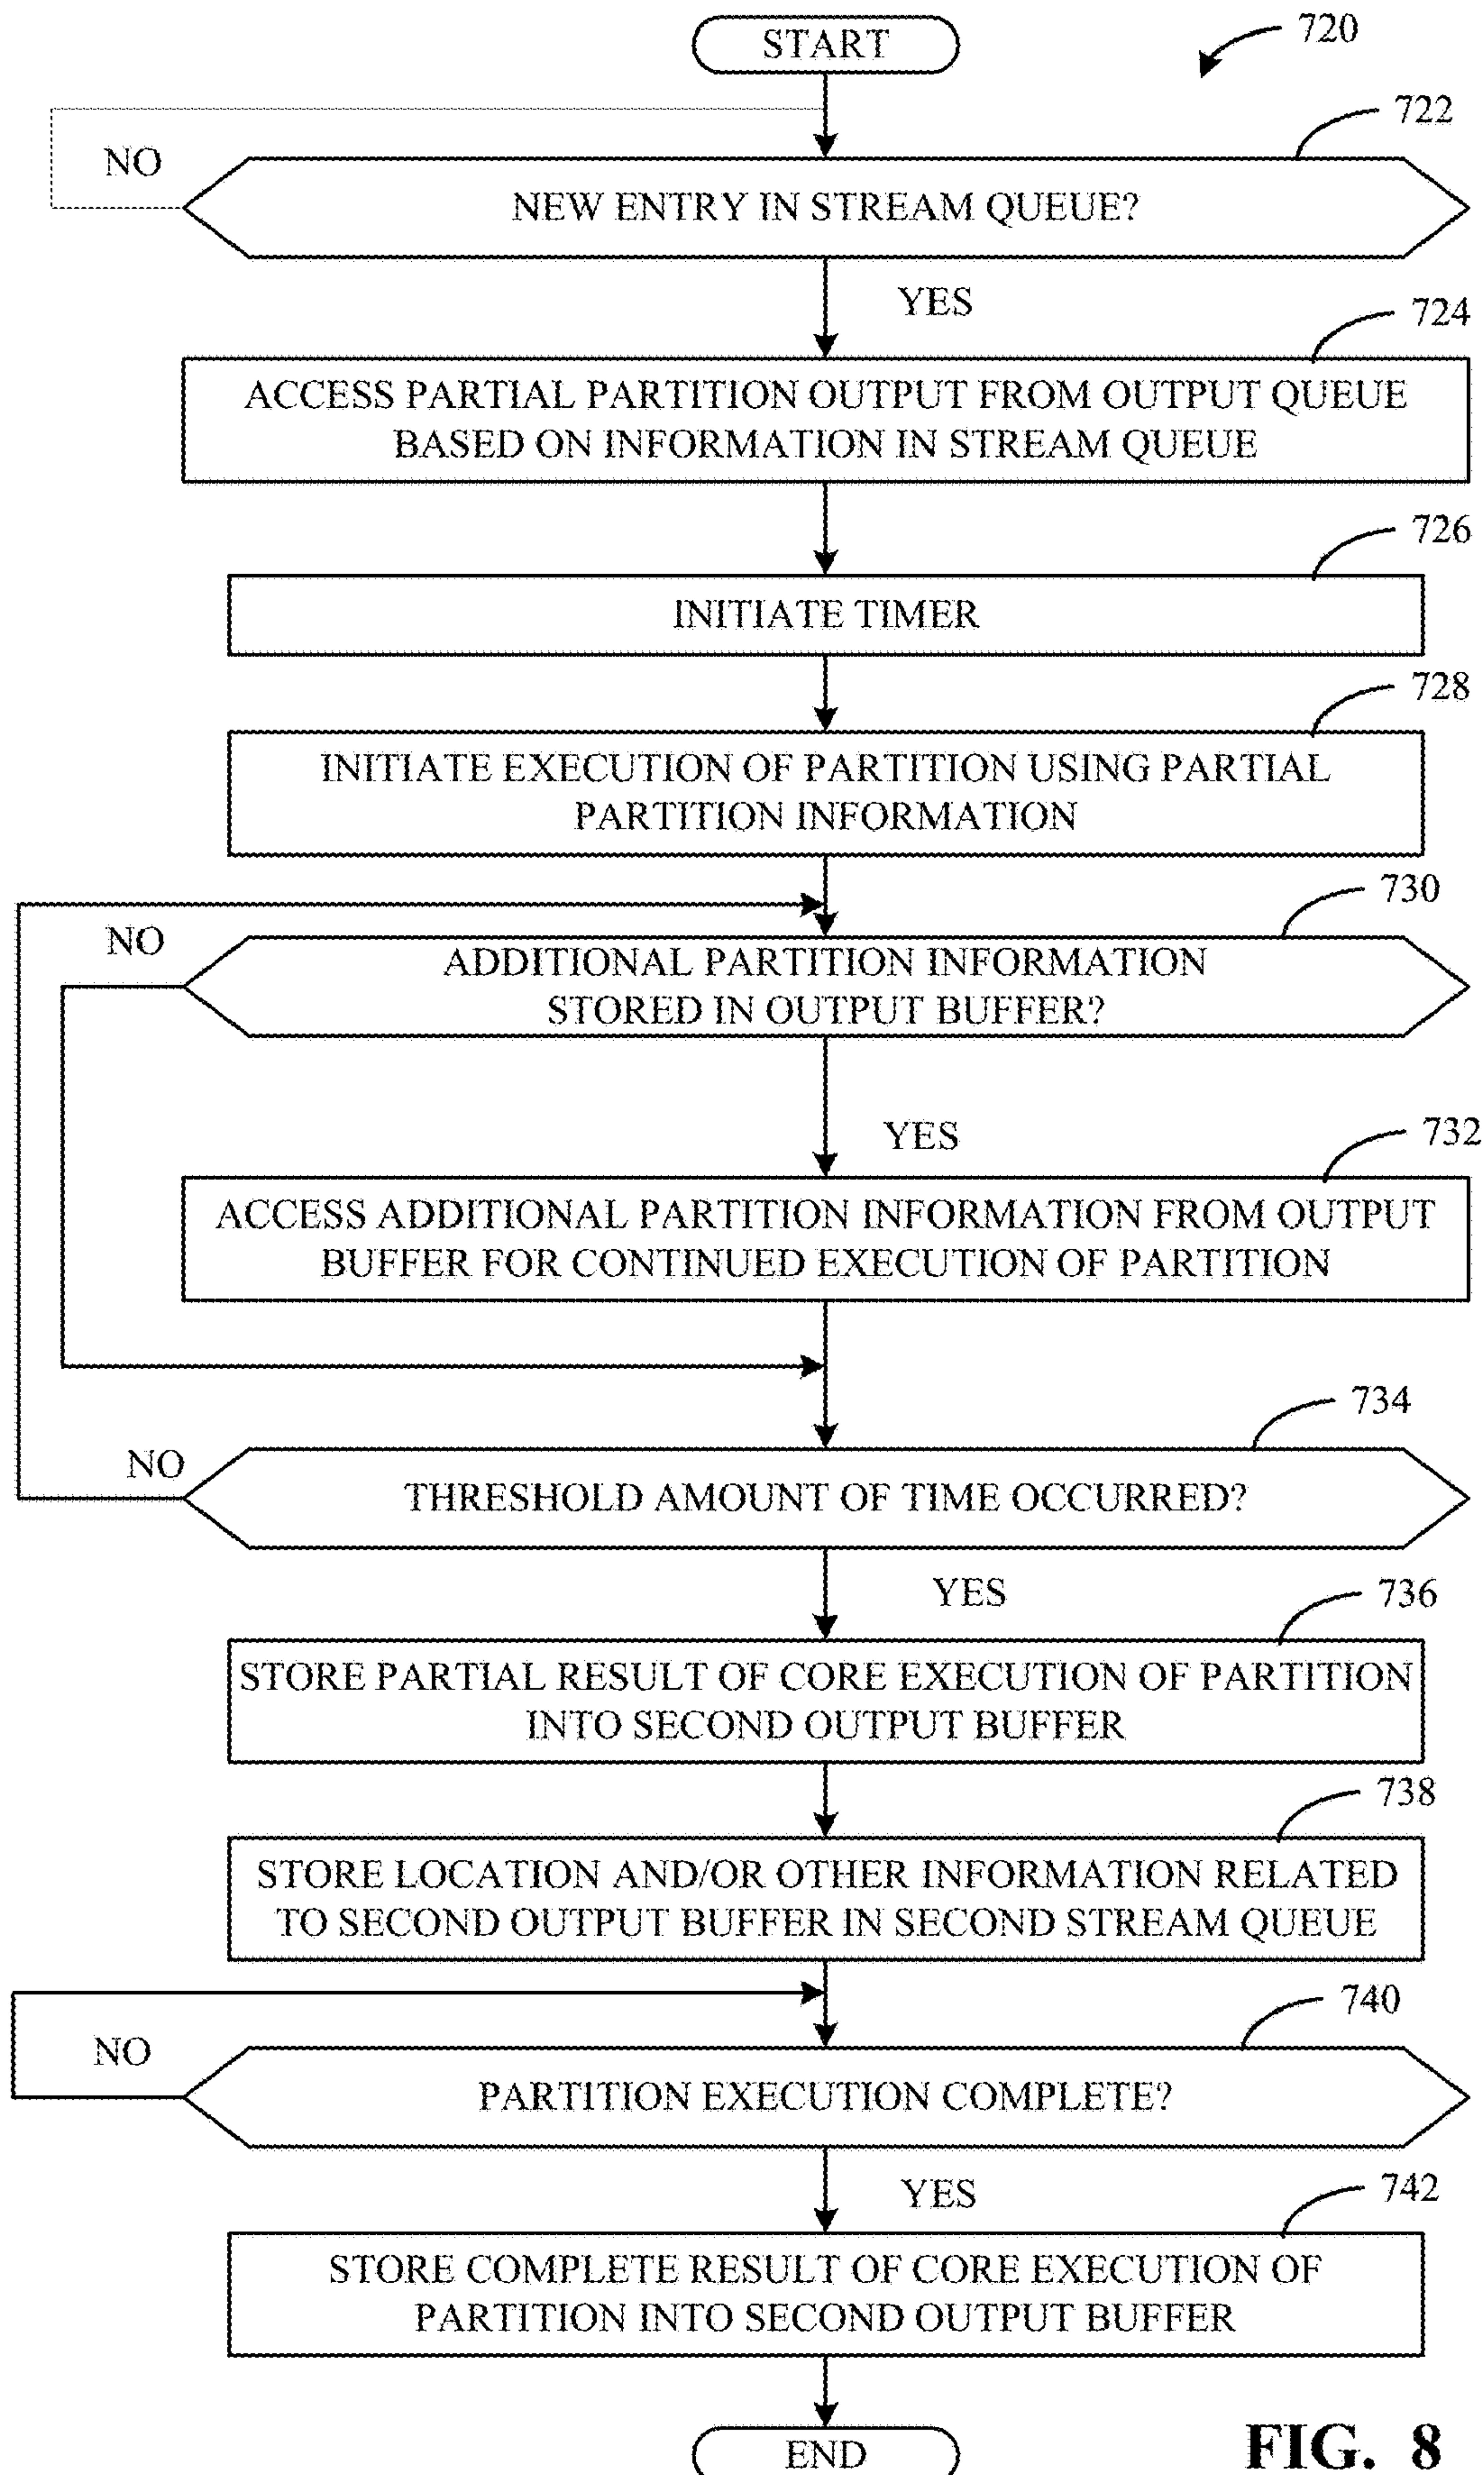 START
720
722
NO
NEW ENTRY IN STREAM QUEUE?
YES
724
ACCESS PARTIAL PARTITION OUTPUT FROM OUTPUT QUEUE
BASED ON INFORMATION IN STREAM QUEUE
726
INITIATE TIMER
728
INITIATE EXECUTION OF PARTITION USING PARTIAL
PARTITION INFORMATION
730
NO
ADDITIONAL PARTITION INFORMATION
STORED IN OUTPUT BUFFER?
YES
732
ACCESS ADDITIONAL PARTITION INFORMATION FROM OUTPUT
BUFFER FOR CONTINUED EXECUTION OF PARTITION
734
NO
THRESHOLD AMOUNT OF TIME OCCURRED?
YES
736
STORE PARTIAL RESULT OF CORE EXECUTION OF PARTITION
INTO SECOND OUTPUT BUFFER
738
STORE LOCATION AND/OR OTHER INFORMATION RELATED
TO SECOND OUTPUT BUFFER IN SECOND STREAM QUEUE
740
NO
PARTITION EXECUTION COMPLETE?
YES
742
STORE COMPLETE RESULT OF CORE EXECUTION OF
PARTITION INTO SECOND OUTPUT BUFFER
END
FIG. 8